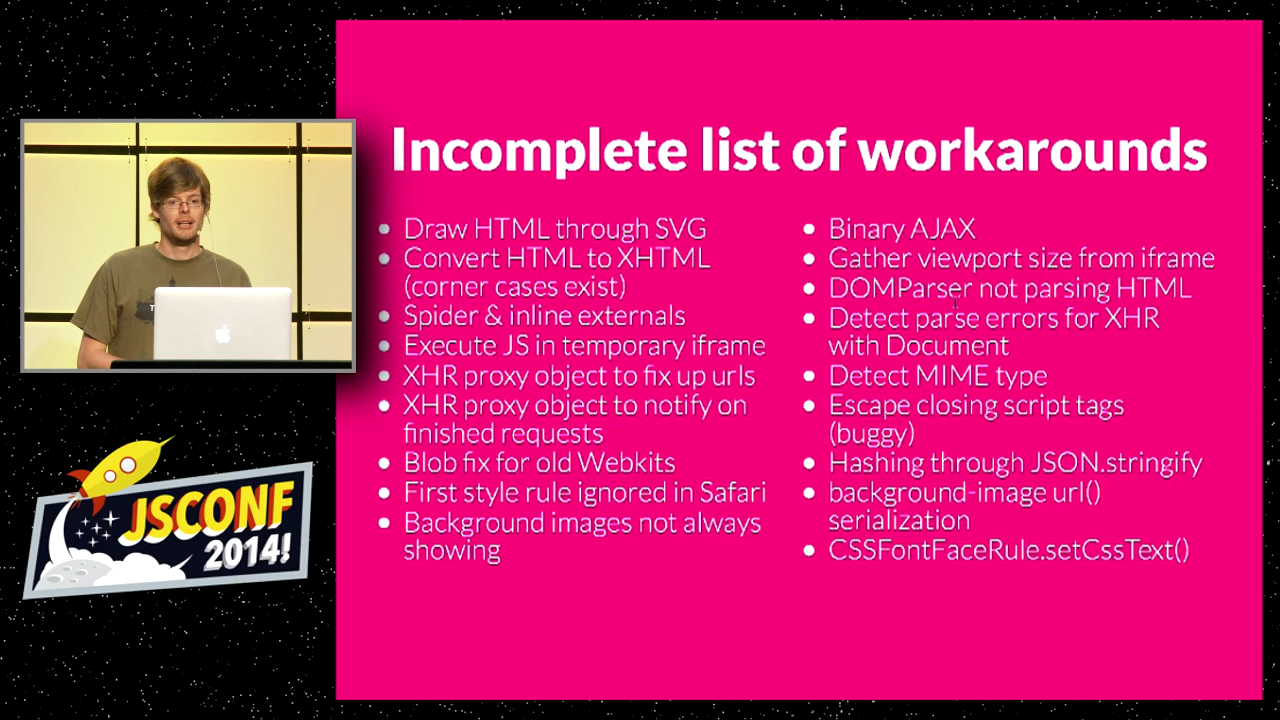 Incomplete list of workarounds
• Draw HTML through SVG
• Convert HTML to XHTML
(corner cases exist)
• Spider & inline externals
• Execute JS in temporary iframe
• XHR proxy object to fix up urls
• XHR proxy object to notify on
finished requests
• Blob fix for old Webkits
• First style rule ignored in Safari
• Background images not always
showing
• Binary AJAX
• Gather viewport size from iframe
• DOMParser not parsing HTML
• Detect parse errors for XHR
with Document
• Detect MIME type
• Escape closing script tags
(buggy)
• Hashing through JSON.stringify
• background-image url()
serialization
• CSSFontFaceRule.setCssText()
JSCONF
2014!